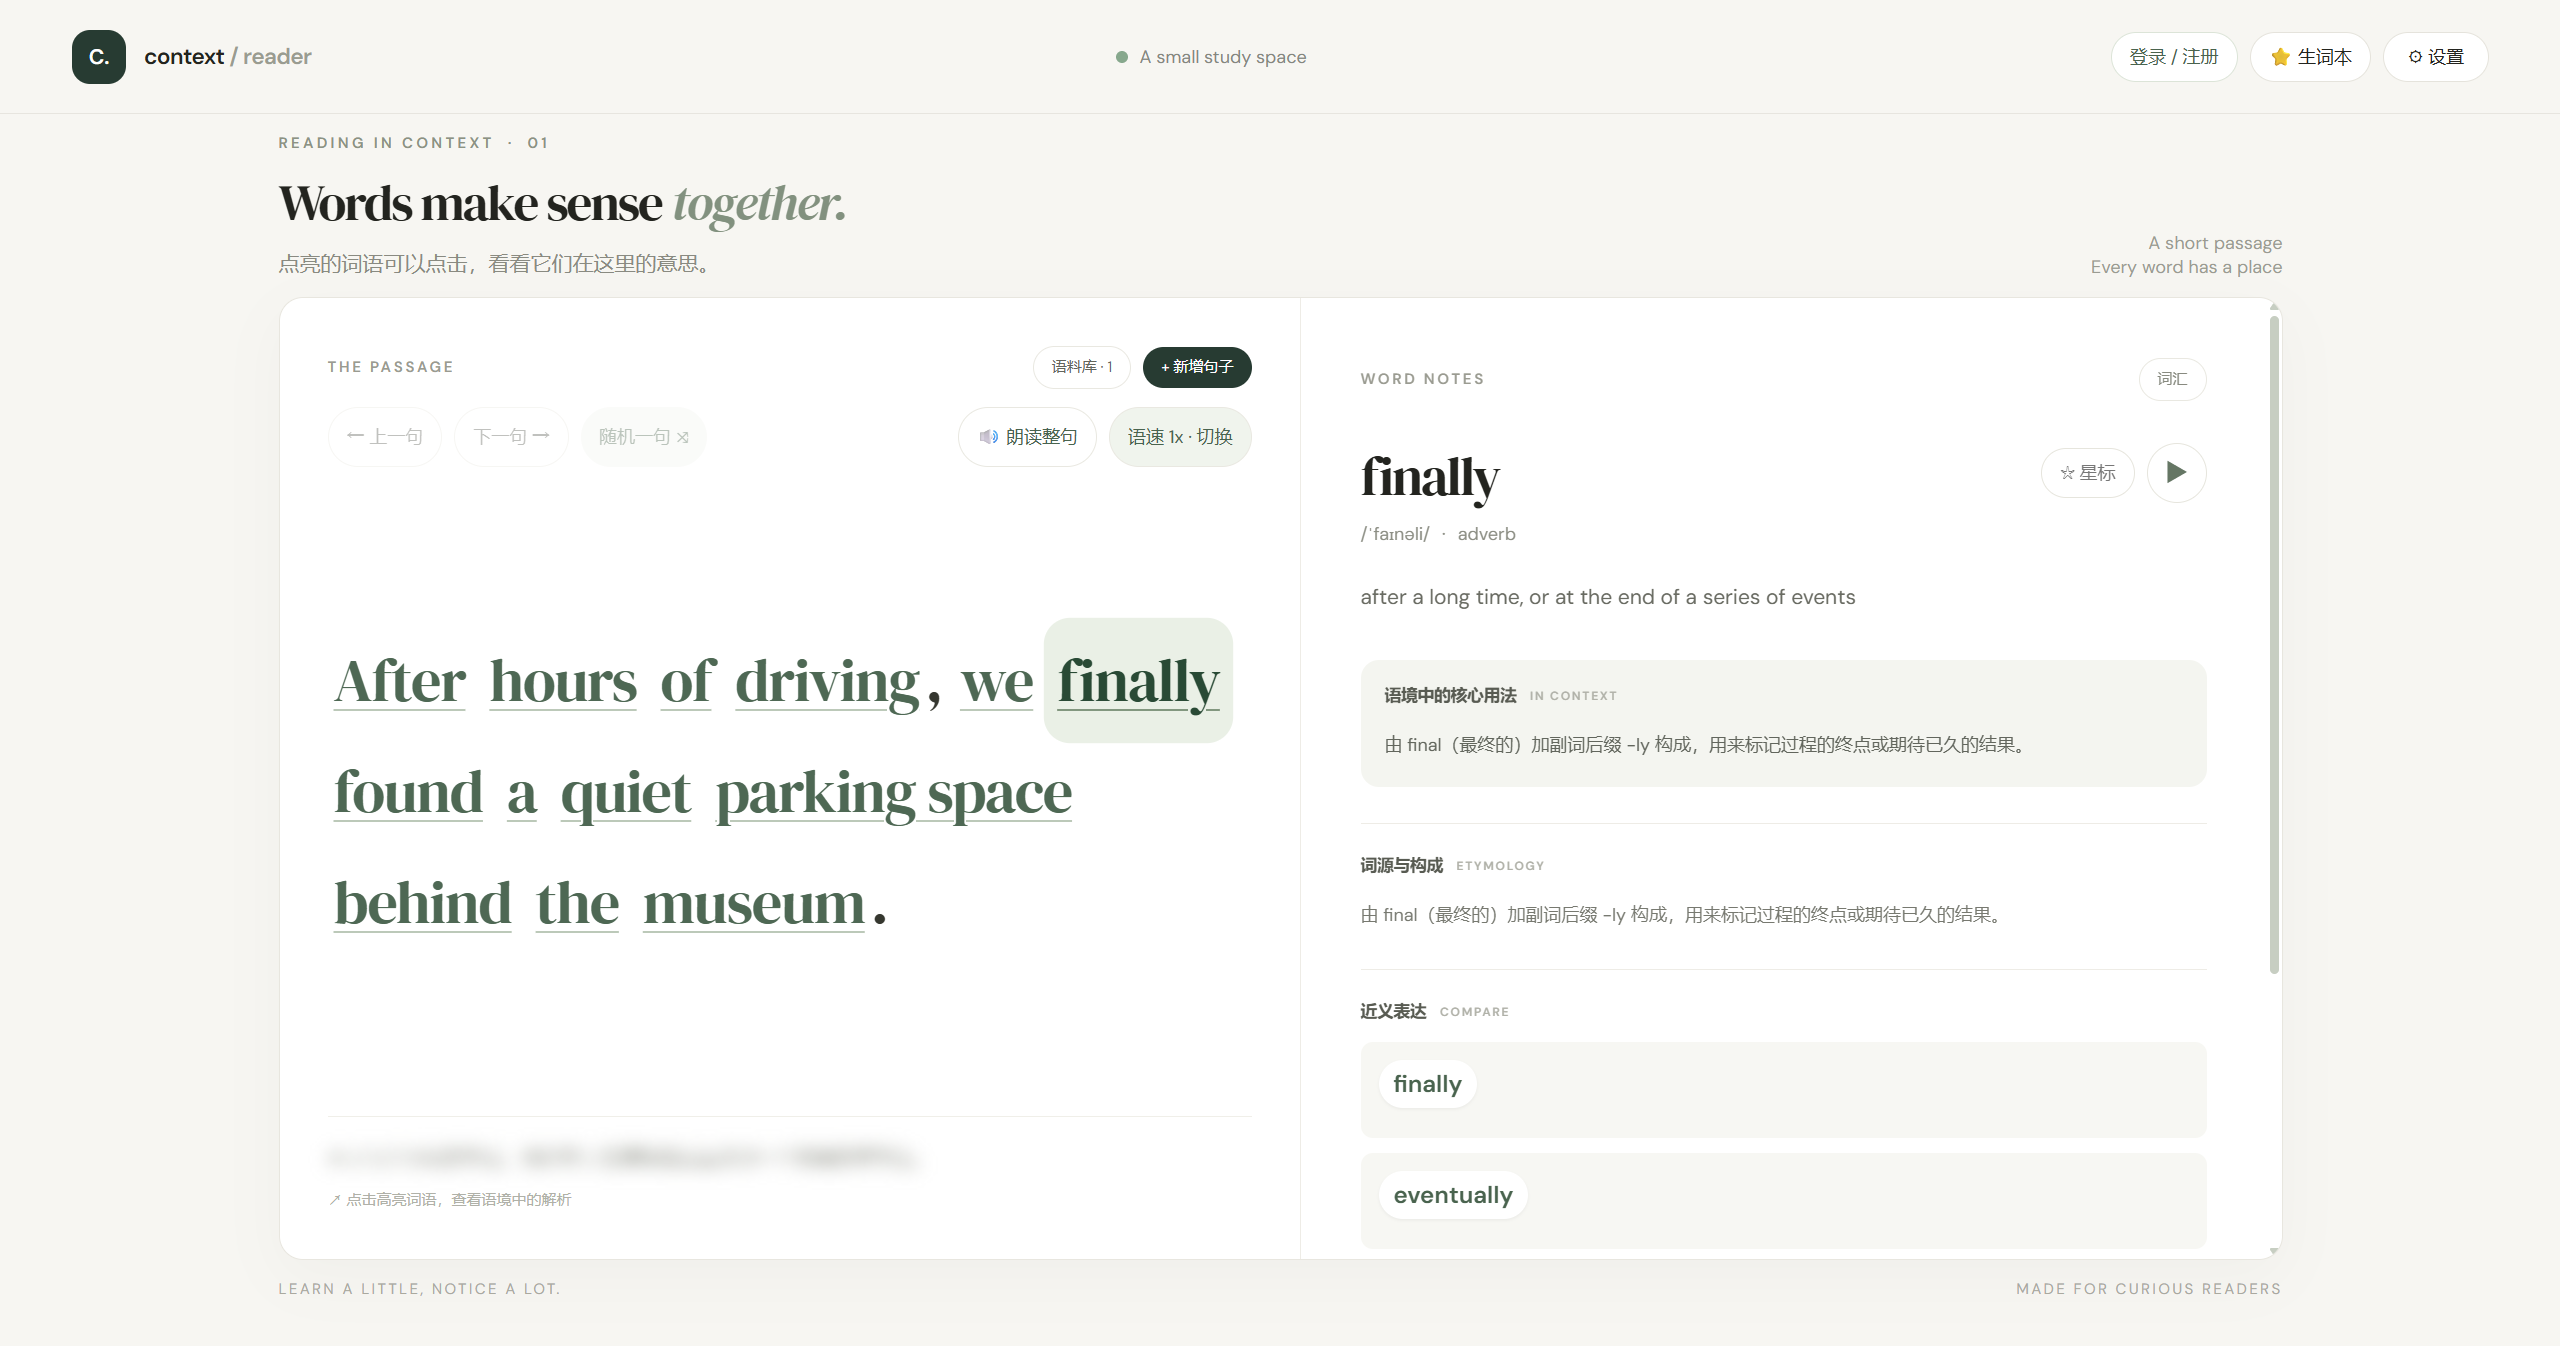 C. context / reader
A small study space
登录 / 注册
⭐ 生词本
⚙ 设置
READING IN CONTEXT · 01
Words make sense together.
点亮的词语可以点击，看看它们在这里的意思。
A short passage
Every word has a place
THE PASSAGE
语料库 · 1
+ 新增句子
← 上一句
下一句 →
随机一句 ⤨
🔊 朗读整句
语速 1x · 切换
After hours of driving, we finally
found a quiet parking space
behind the museum.
↗ 点击高亮词语，查看语境中的解析
WORD NOTES
词汇
finally
☆ 星标
▶
/ˈfaɪnəli/ · adverb
after a long time, or at the end of a series of events
语境中的核心用法 IN CONTEXT
由 final（最终的）加副词后缀 -ly 构成，用来标记过程的终点或期待已久的结果。
词源与构成 ETYMOLOGY
由 final（最终的）加副词后缀 -ly 构成，用来标记过程的终点或期待已久的结果。
近义表达 COMPARE
finally
eventually
LEARN A LITTLE, NOTICE A LOT.
MADE FOR CURIOUS READERS